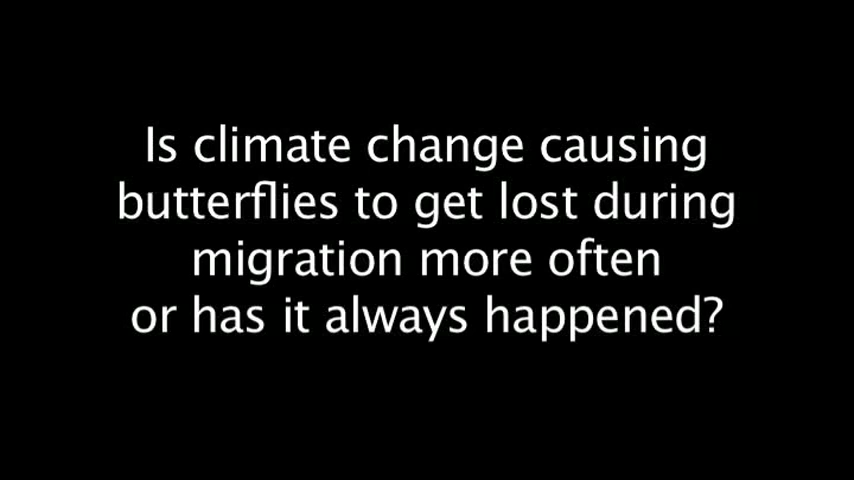 Is climate change causing
butterflies to get lost during
migration more often
or has it always happened?